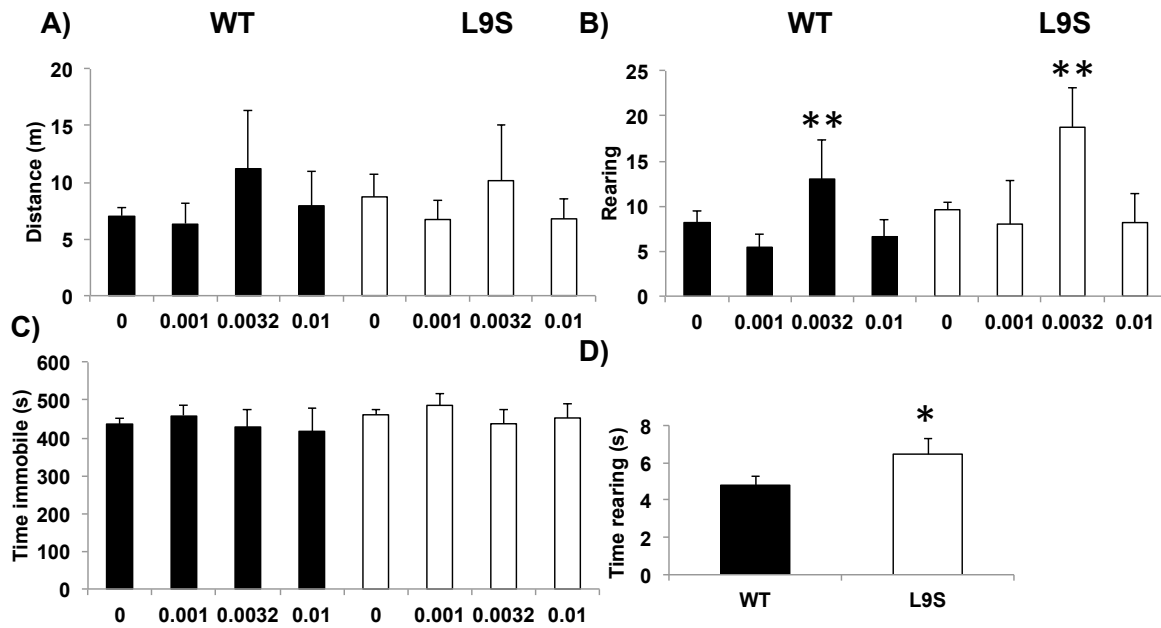 A) WT L9S
20
15
10
5
0
Distance (m)
0 0.001 0.0032 0.01 0 0.001 0.0032 0.01
B) WT L9S
25
20
15
10
5
0
Rearing
** **
0 0.001 0.0032 0.01 0 0.001 0.0032 0.01
C)
600
500
400
300
200
100
0
Time immobile (s)
0 0.001 0.0032 0.01 0 0.001 0.0032 0.01
D)
8
6
4
2
0
Time rearing (s)
*
WT L9S